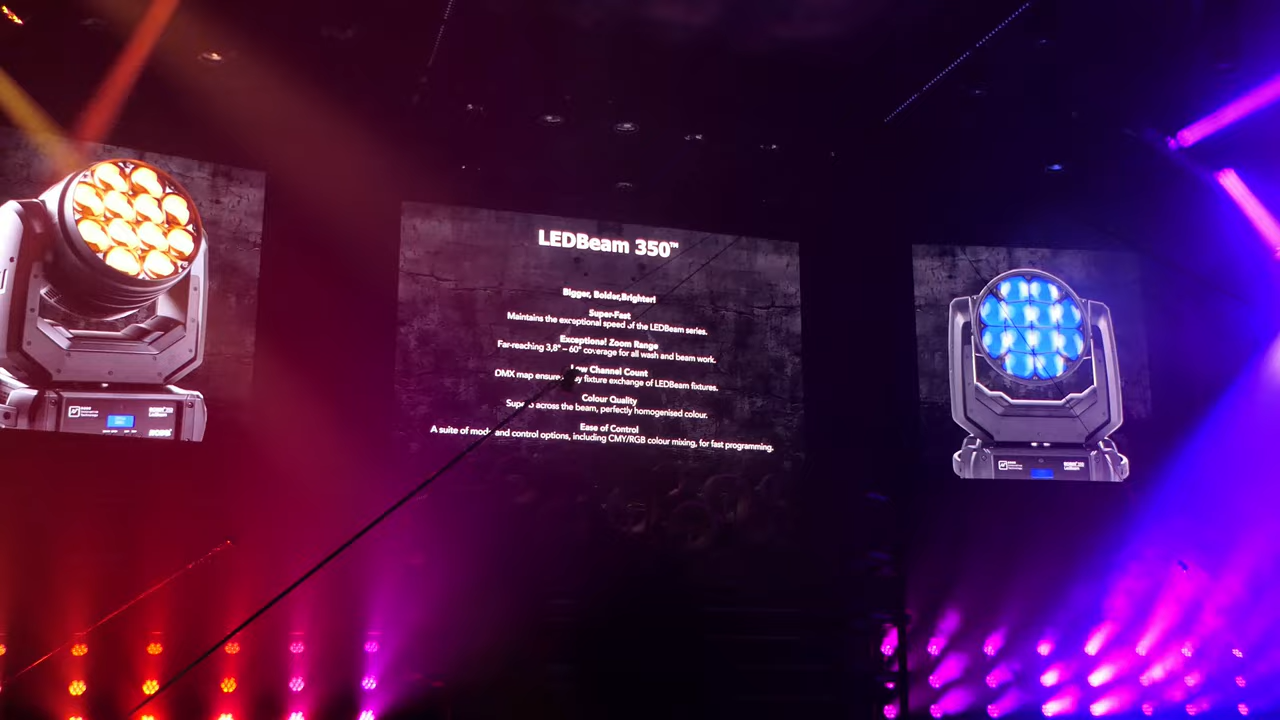 LEDBeam 350™
Bigger, Bolder,Brighter!
Super-Fast
Maintains the exceptional speed of the LEDBeam series.
Exceptional Zoom Range
Far-reaching 3,8° – 60° coverage for all wash and beam work.
Low Channel Count
DMX map fixture exchange of LEDBeam fixtures.
Colour Quality
across the beam, perfectly homogenised colour.
Ease of Control
A suite of and control options, including CMY/RGB colour mixing, for fast programming.